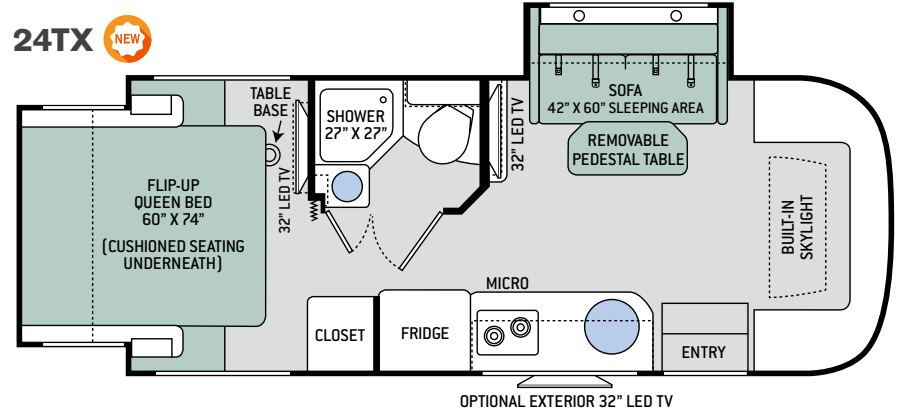 24TX
NEW
TABLE
BASE
SHOWER
27” X 27”
32” LED TV
32” LED TV
SOFA
42” X 60” SLEEPING AREA
REMOVABLE
PEDESTAL TABLE
FLIP-UP
QUEEN BED
60” X 74”
(CUSHIONED SEATING
UNDERNEATH)
BUILT-IN
SKYLIGHT
MICRO
CLOSET
FRIDGE
ENTRY
OPTIONAL EXTERIOR 32” LED TV